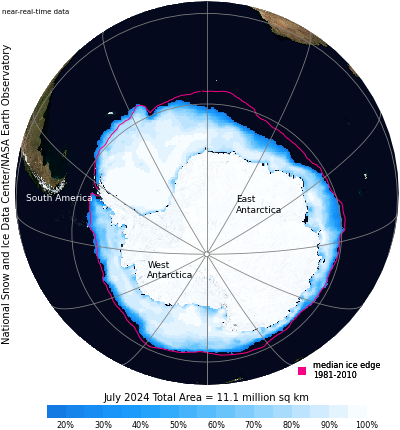 near-real-time data
National Snow and Ice Data Center/NASA Earth Observatory
South America
East
Antarctica
West
Antarctica
median ice edge
1981-2010
July 2024 Total Area = 11.1 million sq km
20% 30% 40% 50% 60% 70% 80% 90% 100%